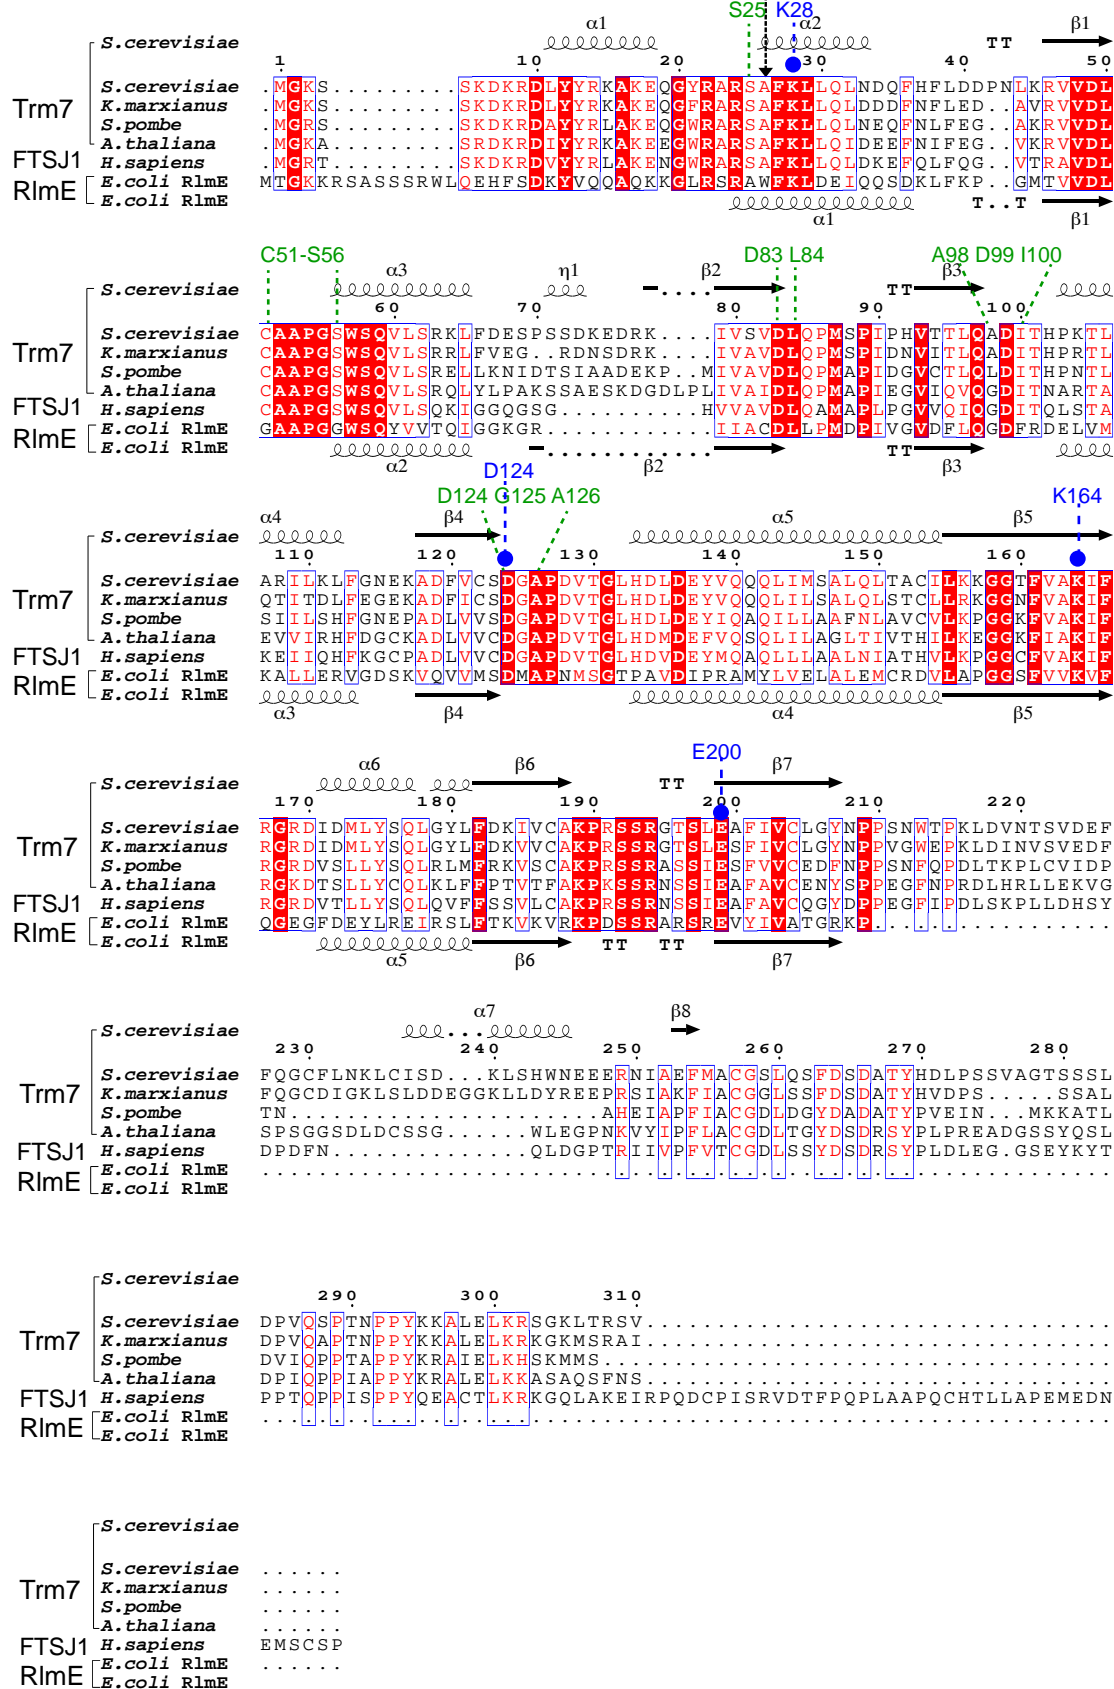 S25 K28
α1 α2 β1
S.cerevisiae TT
1 10 20 30 40 50
S.cerevisiae .MGKS..........SKDKRDLYYRKAKEQGYRARSAFKLLQLNDQFHFLDDPNLKRVVDL
Trm7
K.marxianus .MGKS..........SKDKRDLYYRKAKEQGFRARSAFKLLQLDDDFNFLED..AVRVVDL
S.pombe .MGRS..........SKDKRDAYYRLAKEQGWRARSAFKLLQLNEQFNLFEG..AKRVVDL
A.thaliana .MGKA..........SRDKRDIYYRKAKEEGWRARSAFKLLQIDEEFNIFEG..VKRVVDL
FTSJ1 H.sapiens .MGRT..........SKDKRDVYYRLAKENGWRARSAFKLLQLDKEFQLFQG..VTRAVDL
RlmE E.coli RlmE MTGKKRSASSSRWLQEHFSDKYVQQAQKKGLRSRAWFKLDEIQQSDKLFKP..GMTVVDL
E.coli RlmE T..T
α1 β1
C51-S56 D83 L84 A98 D99 I100
α3 η1 β2 β3
S.cerevisiae .... TT
60 70 80 90 100
S.cerevisiae CAAPGSWSQVLSRKLFDESPSSDKEDRK....IVSVDLQPMSPIPHVTTLQADITHPKTL
Trm7
K.marxianus CAAPGSWSQVLSRRLFVEG..RDNSDRK....IVAVDLQPMSPIDNVITLQADITHPRTL
S.pombe CAAPGSWSQVLSRELLKNIDTSIAADEKP..MIVAVDLQPMAPIDGVCTLQLDITHPNTL
A.thaliana CAAPGSWSQVLSRQLYLPAKSSAESKDGDLPLIVAIDLQPMAPIEGVIQVQGDITNARTA
FTSJ1 H.sapiens CAAPGSWSQVLSQKIGGQGSG..........HVVAVDLQAMAPLPGVVQIQGDITQLSTA
RlmE E.coli RlmE GAAPGGWSQYVVTQIGGKGR...........IIACDLLPMDPIVGVDFLQGDFRDELVM
E.coli RlmE .......... TT
α2 β2 β3
D124
D124 G125 A126 K164
α4 β4 α5 β5
S.cerevisiae
110 120 130 140 150 160
S.cerevisiae ARILKLFGNEKADFVCSDGAPDVTGLHDLDEYVQQQLIMSALQLTACILKKGGTFVAKIF
Trm7
K.marxianus QTITDLFEGEKADFICSDGAPDVTGLHDLDEYVQQQLILSALQLSTCLLRKGGNFVAKIF
S.pombe SIILSHFGNEPADLVVSDGAPDVTGLHDLDEYIQAQILLAAFNLAVCVLKPGGKFVAKIF
A.thaliana EVVIRHFDGCKADLVVCDGAPDVTGLHDMDEFVQSQLILAGLTIVTHILKEGGKFIAKIF
FTSJ1 H.sapiens KEIIQHFKGCPADLVVCDGAPDVTGLHDVDEYMQAQLLLAALNIATHVLKPGGCFVAKIF
RlmE E.coli RlmE KALLERVGDSKVQVVMSDMAPNMSGTPAVDIPRAMYLVELALEMCRDVLAPGGSFVVKVF
E.coli RlmE
α3 β4 α4 β5
E200
α6 β6 β7
S.cerevisiae TT
170 180 190 200 210 220
S.cerevisiae RGRDIDMLYSQLGYLFDKIVCAKPRSSRGTSLEAFIVCLGYNPPSNWTPKLDVNTSVDEF
Trm7
K.marxianus RGRDIDMLYSQLGYLFDKVVCAKPRSSRGTSLESFIVCLGYNPPVGWEPKLDINVSVEDF
S.pombe RGRDVSLLYSQLRLMFRKVSCAKPRSSRASSIESFVVCEDFNPPSNFQPDLTKPLCVIDP
A.thaliana RGKDTSLLYCQLKLFFPTVTFAKPKSSRNSSIEAFAVCENYSPPEGFNPRDLHRLLEKVG
FTSJ1 H.sapiens RGRDVTLLYSQLQVFFSSVLCAKPRSSRNSSIEAFAVCQGYDPPEGFIPDLSKPLLDHSY
RlmE E.coli RlmE QGEGFDEYLREIRSLFTKVKVRKPDSSRARSREVYIVATGRKP.................
E.coli RlmE TT TT
α5 β6 β7
α7 β8
S.cerevisiae ...
230 240 250 260 270 280
S.cerevisiae FQGCFLNKLCISD...KLSHWNEEERNIAEFMACGSLQSFDSDATYHDLPSSVAGTSSSL
Trm7
K.marxianus FQGCDIGKLSLDDEGGKLLDYREEPRSIAKFIACGGLSSFDSDATYHVDPS.....SSAL
S.pombe TN......................AHEIAPFIACGDLDGYDADATYPVEIN...MKKATL
A.thaliana SPSGGSDLDCSSG......WLEGPNKVYIPFLACGDLTGYDSDRSYPLPREADGSSYQSL
FTSJ1 H.sapiens DPDFN..............QLDGPTRIIVPFVTCGDLSSYDSDRSYPLDLEG.GSEYKYT
RlmE E.coli RlmE ............................................................
E.coli RlmE
S.cerevisiae
290 300 310
S.cerevisiae DPVQSPTNPPYKKALELKRSGKLTRSV.................................
Trm7
K.marxianus DPVQAPTNPPYKKALELKRKGKMSRAI.................................
S.pombe DVIQPPTAPPYKRAIELKHSKMMS....................................
A.thaliana DPIQPPIAPPYKRALELKKASAQSFNS.................................
FTSJ1 H.sapiens PPTQPPISPPYQEACTLKRKGQLAKEIRPQDCPISRVDTFPQPLAAPQCHTLLAPEMEDN
RlmE E.coli RlmE ............................................................
E.coli RlmE
S.cerevisiae
S.cerevisiae ......
Trm7
K.marxianus ......
S.pombe ......
A.thaliana ......
FTSJ1 H.sapiens EMSCSP
RlmE E.coli RlmE ......
E.coli RlmE